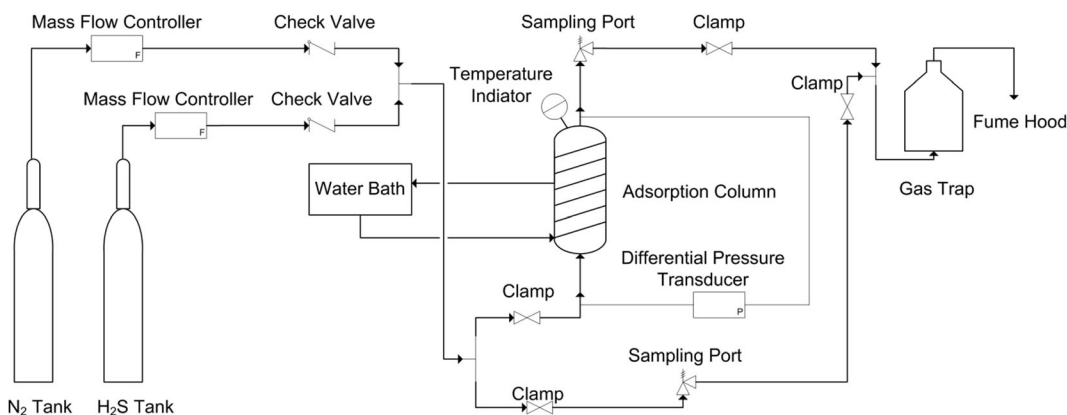 Mass Flow Controller
F
Check Valve
Mass Flow Controller
F
Check Valve
Sampling Port
Clamp
Temperature
Indiator
Clamp
Fume Hood
Water Bath
Adsorption Column
Gas Trap
Differential Pressure
Transducer
P
Clamp
Sampling Port
Clamp
N₂ Tank
H₂S Tank